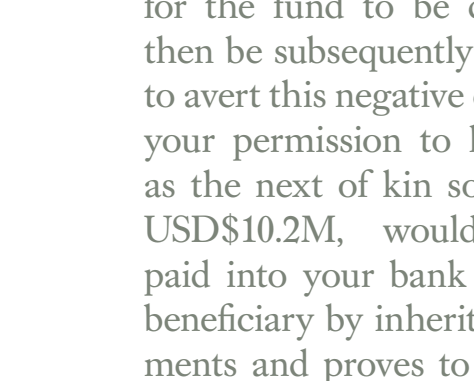 for the fund to be
then be subsequently
to avert this negative
your permission to
as the next of kin
USD$10.2M, would
paid into your bank
beneficiary by
ments and proves to